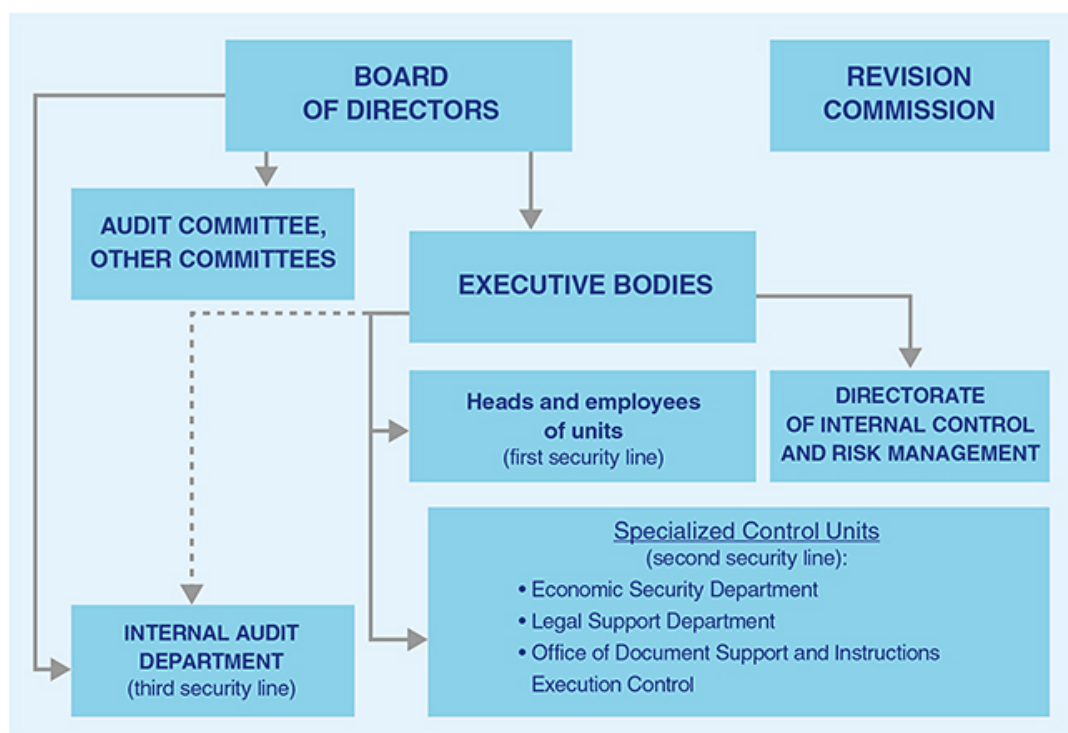 BOARD
OF DIRECTORS
REVISION
COMMISSION
AUDIT COMMITTEE,
OTHER COMMITTEES
EXECUTIVE BODIES
Heads and employees
of units
(first security line)
DIRECTORATE
OF INTERNAL CONTROL
AND RISK MANAGEMENT
Specialized Control Units
(second security line):
• Economic Security Department
• Legal Support Department
• Office of Document Support and Instructions
Execution Control
INTERNAL AUDIT
DEPARTMENT
(third security line)